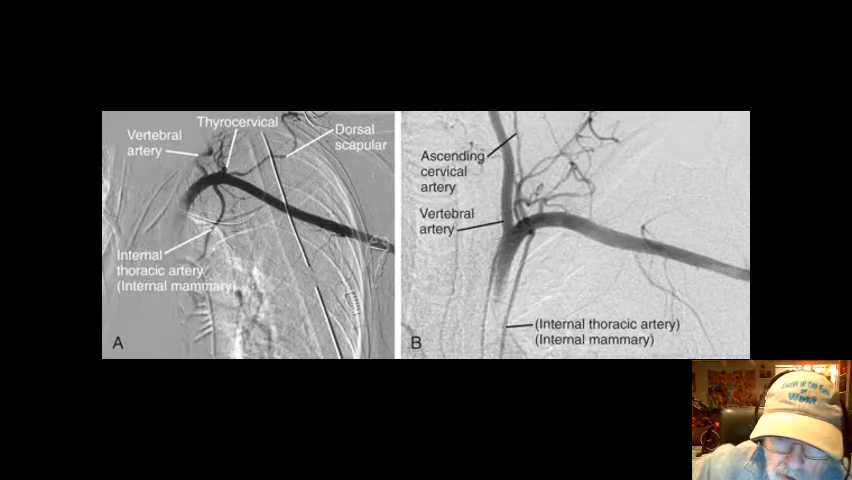 Thyrocervical
Vertebral
artery
Dorsal
scapular
Internal
thoracic artery
(Internal mammary)
A
Ascending
cervical
artery
Vertebral
artery
(Internal thoracic artery)
(Internal mammary)
B
West